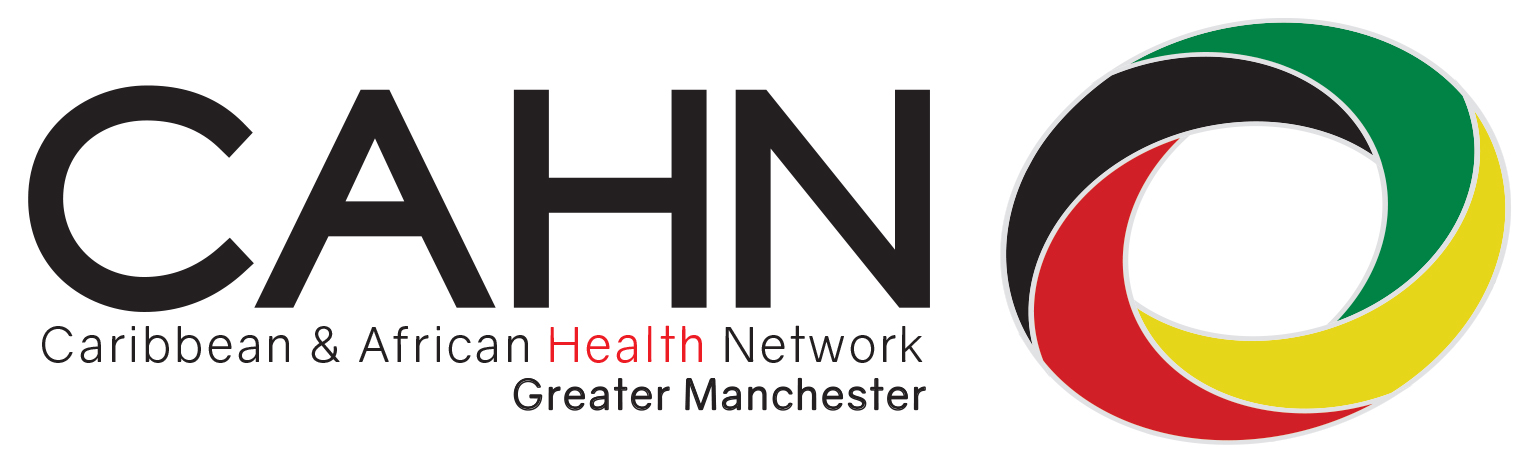 CAHN
Caribbean & African Health Network
Greater Manchester